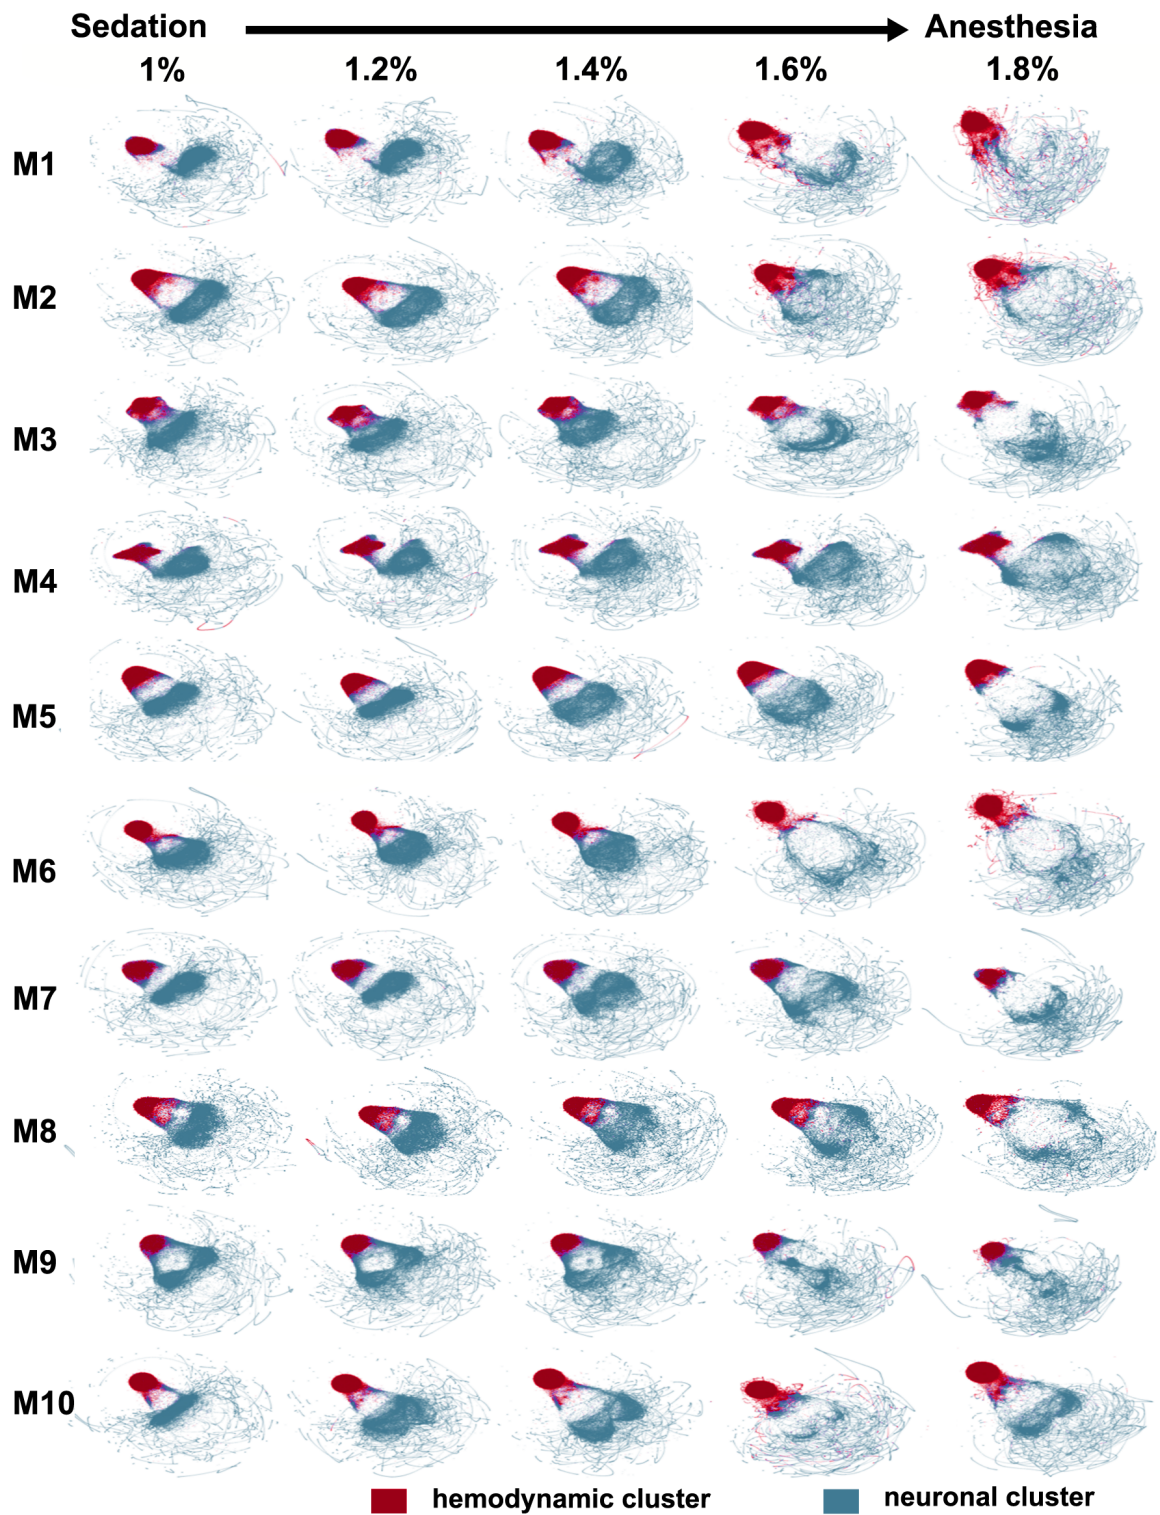 Sedation Anesthesia
1% 1.2% 1.4% 1.6% 1.8%
M1
M2
M3
M4
M5
M6
M7
M8
M9
M10
hemodynamic cluster neuronal cluster